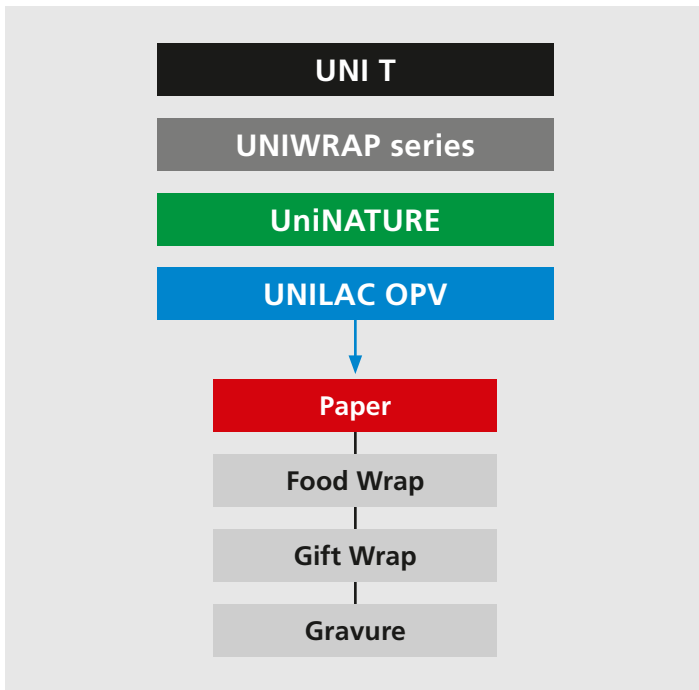 UNI T
UNIWRAP series
UniNATURE
UNILAC OPV
Paper
Food Wrap
Gift Wrap
Gravure